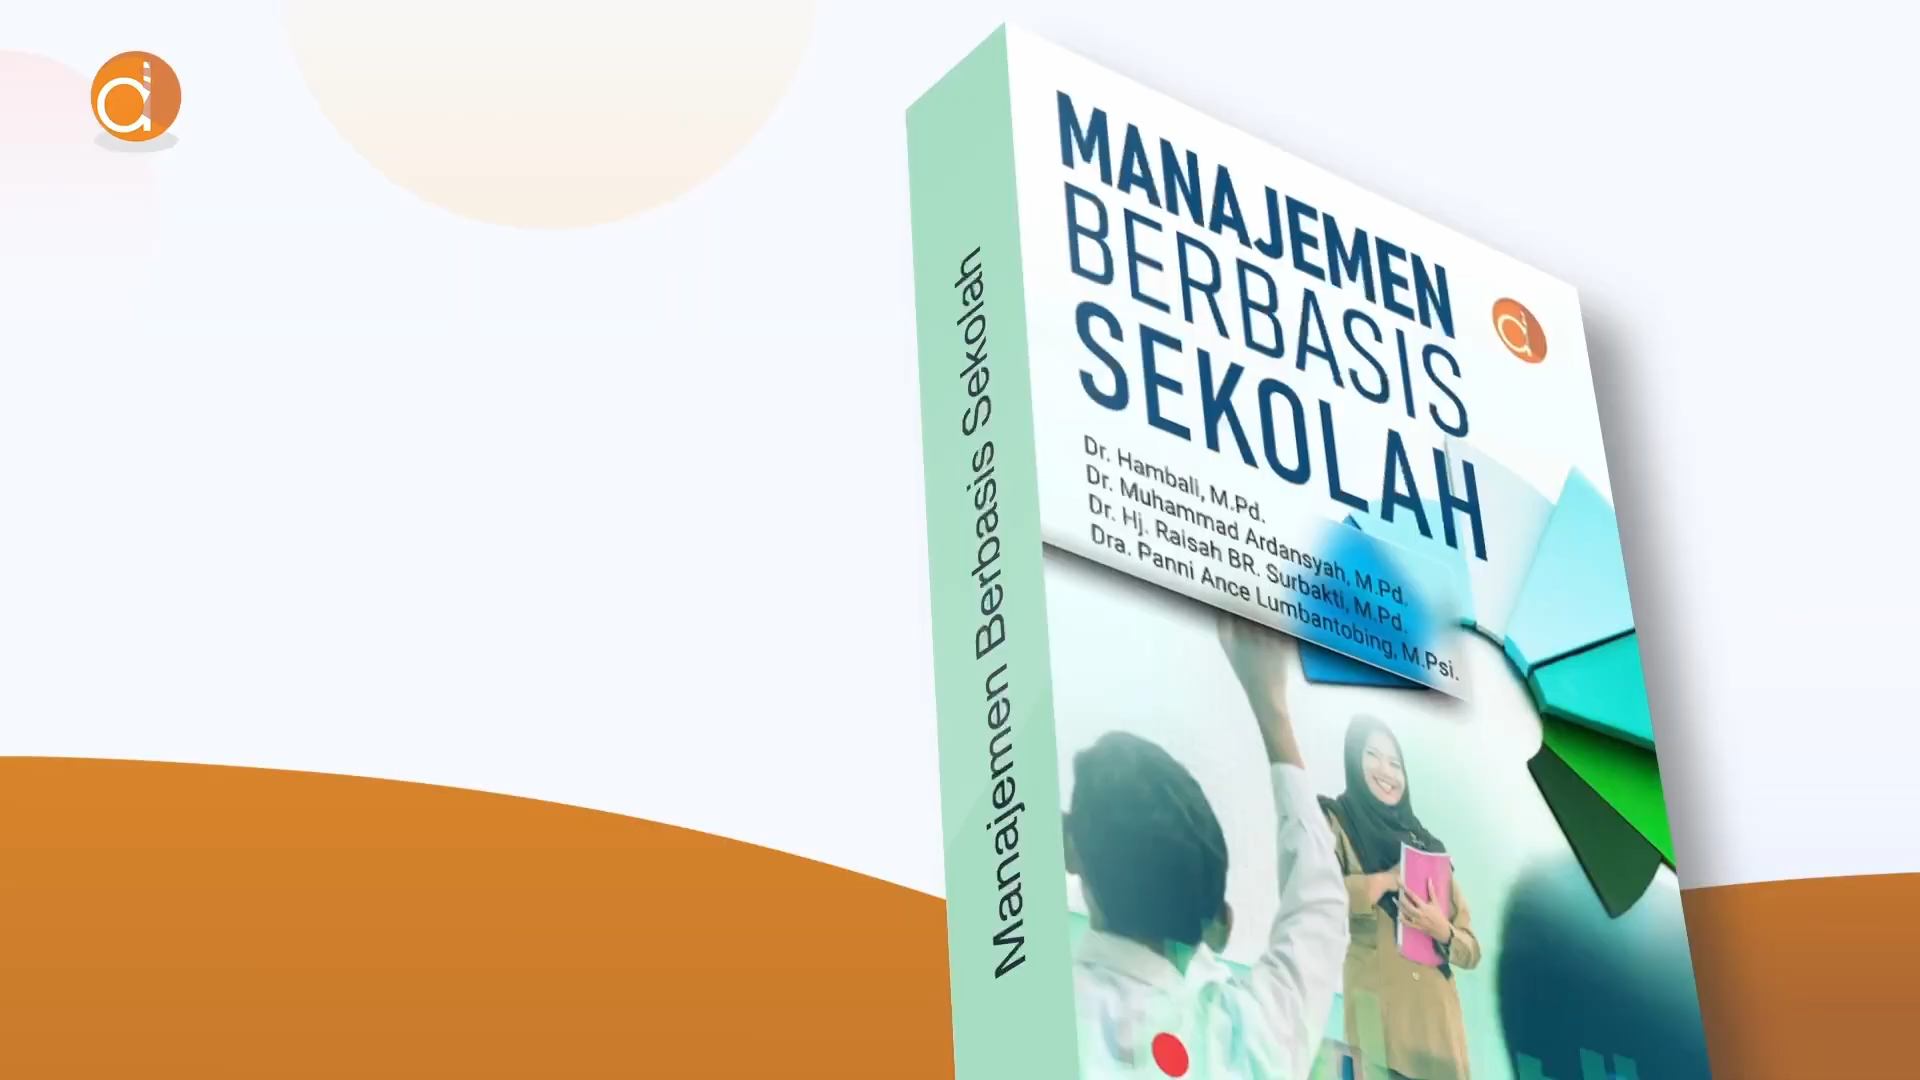 MANAJEMEN
BERBASIS
SEKOLAH
Dr. Hambali, M.Pd.
Dr. Muhammad Ardansyah, M.Pd.
Dr. Hj. Raisah BR. Surbakti, M.Pd.
Dra. Panni Ance Lumbantobing, M.Psi.
Manajemen Berbasis Sekolah